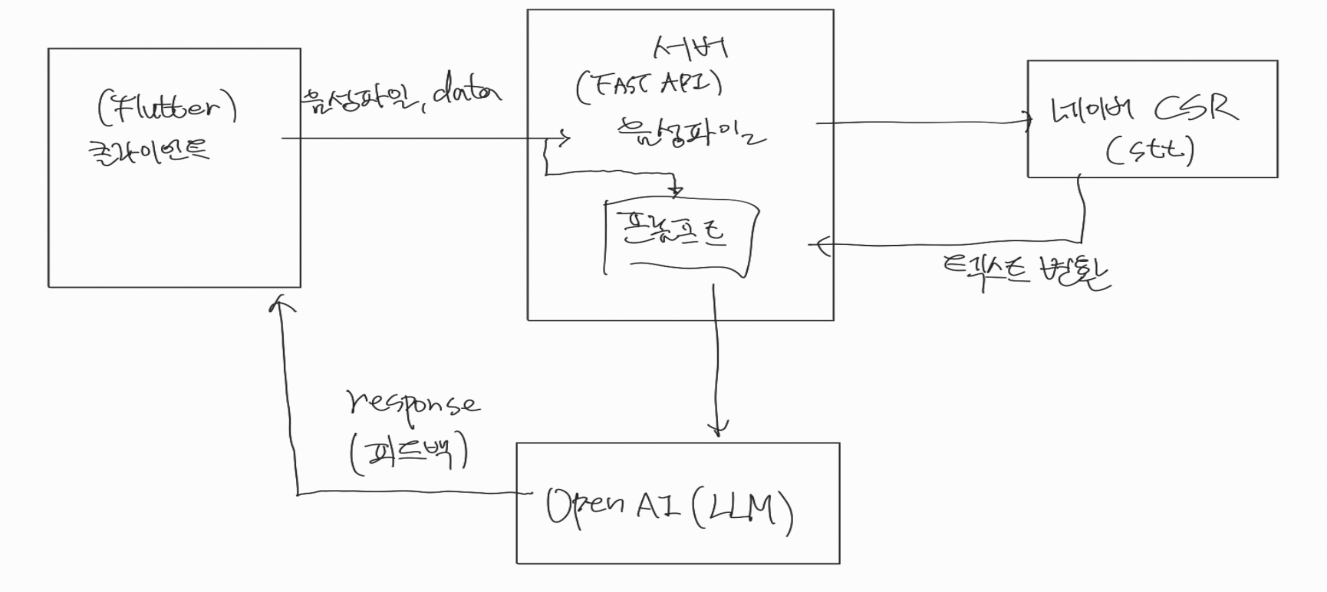 (Flutter)
클라이언트
음성파일, data
서버
(FAST API)
음성파일
프롬프트
네이버 CSR
(stt)
텍스트 변환
response
(피드백)
Open AI (LLM)